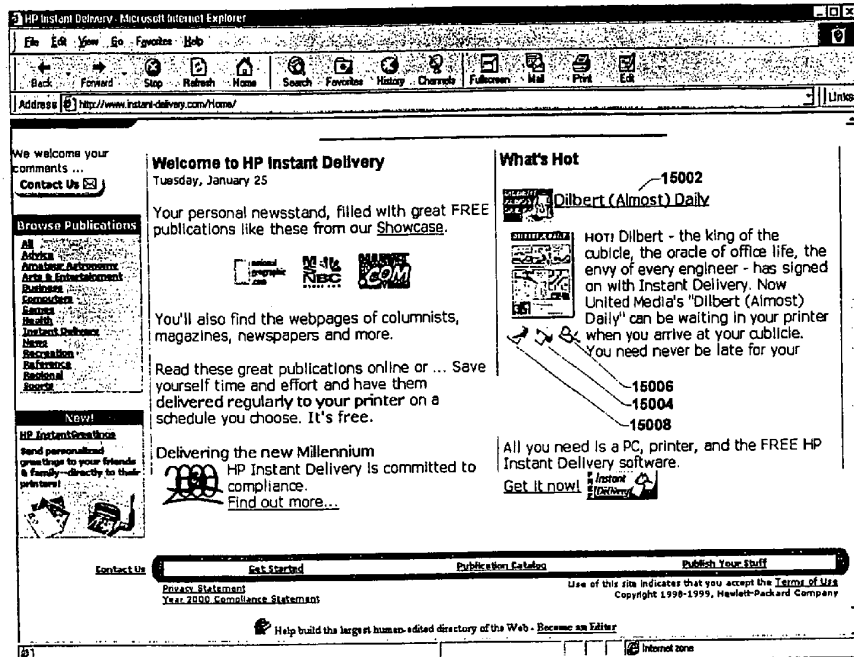 HP Instant Delivery - Microsoft Internet Explorer
File Edit View Go Favorites Help
Back Forward Stop Refresh Home Search Favorites History Channels Fullscreen Mail Print Edit
Address http://www.instant-delivery.com/Home/ Links
We welcome your
comments ...
Contact Us
Browse Publications
All
Advice
Amateur Astronomy
Arts & Entertainment
Business
Computers
Games
Health
Instant Delivery
News
Recreation
Reference
Regional
Sports
New!
HP InstantGreetings
Send personalized
greetings to your friends
& family--directly to their
printers!
Welcome to HP Instant Delivery
Tuesday, January 25
Your personal newsstand, filled with great FREE
publications like these from our Showcase.
national
geographic
.com
NBC
.COM
You'll also find the webpages of columnists,
magazines, newspapers and more.
Read these great publications online or ... Save
yourself time and effort and have them
delivered regularly to your printer on a
schedule you choose. It's free.
Delivering the new Millennium
HP Instant Delivery is committed to
compliance.
Find out more...
What's Hot
15002
Dilbert (Almost) Daily
HOT! Dilbert - the king of the
cubicle, the oracle of office life, the
envy of every engineer - has signed
on with Instant Delivery. Now
United Media's "Dilbert (Almost)
Daily" can be waiting in your printer
when you arrive at your cubicle.
You need never be late for your
15006
15004
15008
All you need is a PC, printer, and the FREE HP
Instant Delivery software.
Get it now! Instant
Delivery
Contact Us Get Started Publication Catalog Publish Your Stuff
Privacy Statement
Year 2000 Compliance Statement
Use of this site indicates that you accept the Terms of Use
Copyright 1998-1999, Hewlett-Packard Company
Help build the largest human-edited directory of the Web - Become an Editor
Internet zone